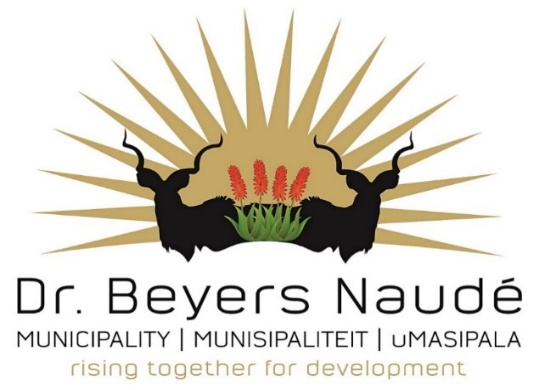 Dr. Beyers Naudé
MUNICIPALITY | MUNISIPALITEIT | uMASIPALA
rising together for development